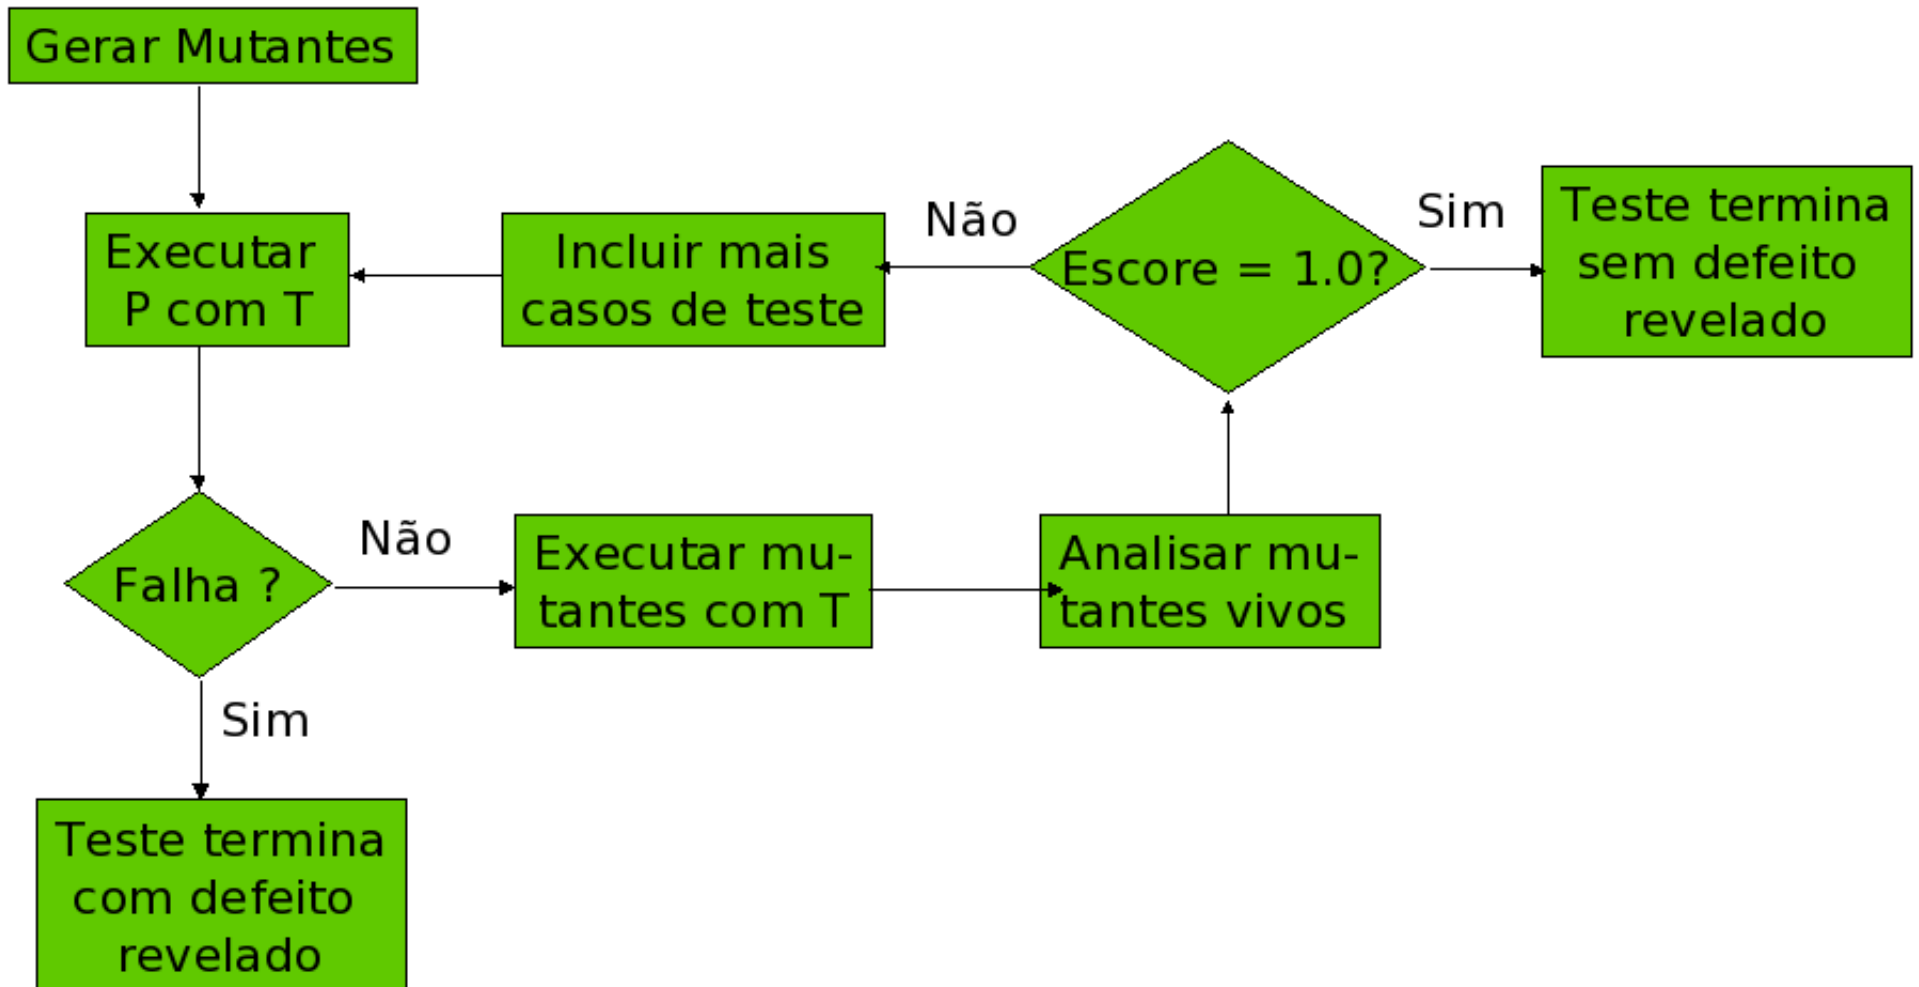 Gerar Mutantes
Executar
P com T
Incluir mais
casos de teste
Não
Escore = 1.0?
Sim
Teste termina
sem defeito
revelado
Falha ?
Não
Executar mu-
tantes com T
Analisar mu-
tantes vivos
Sim
Teste termina
com defeito
revelado